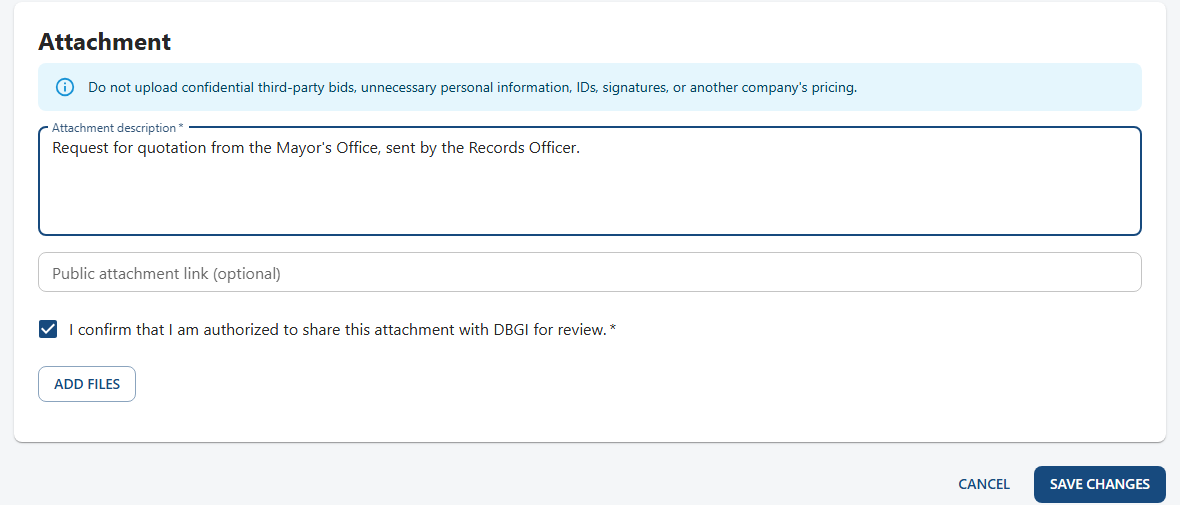 Attachment
Do not upload confidential third-party bids, unnecessary personal information, IDs, signatures, or another company's pricing.
Attachment description *
Request for quotation from the Mayor's Office, sent by the Records Officer.
Public attachment link (optional)
I confirm that I am authorized to share this attachment with DBGI for review. *
ADD FILES
CANCEL
SAVE CHANGES